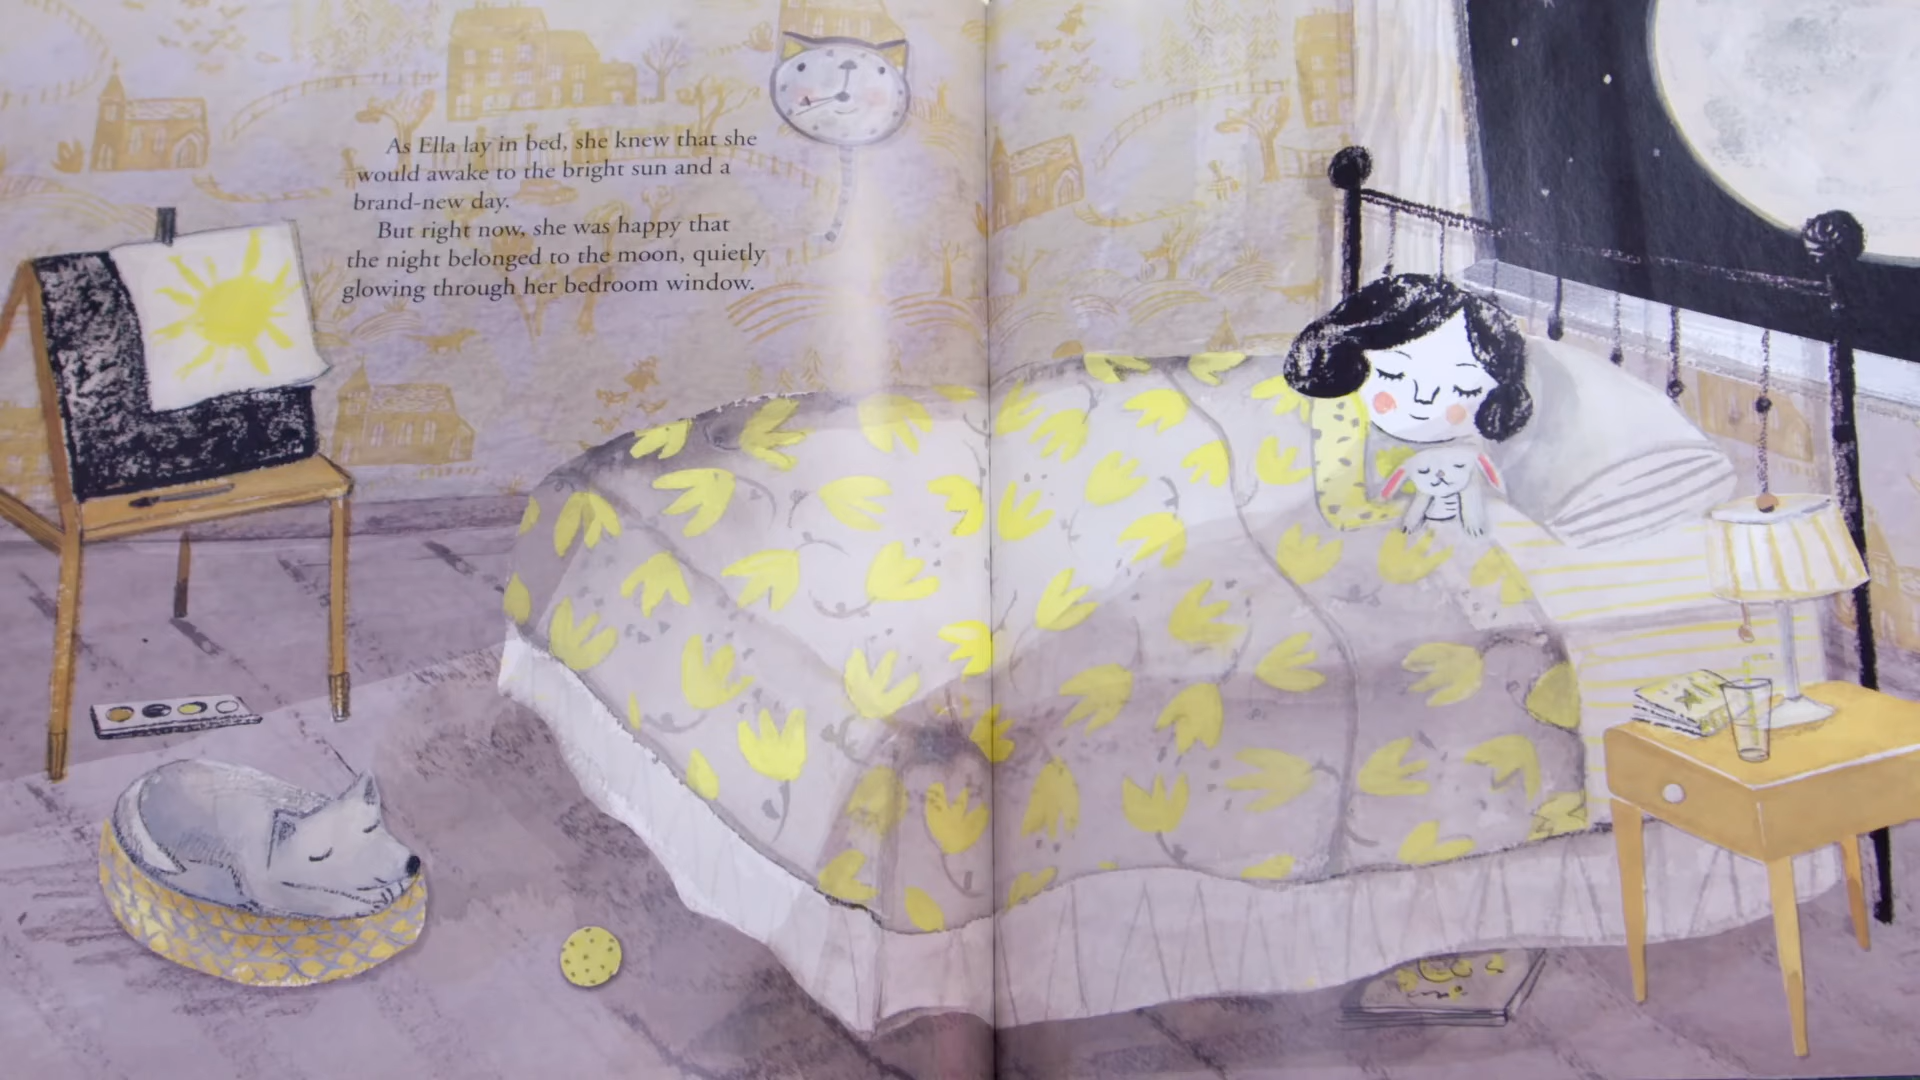 As Ella lay in bed, she knew that she
would awake to the bright sun and a
brand-new day.
But right now, she was happy that
the night belonged to the moon, quietly
glowing through her bedroom window.